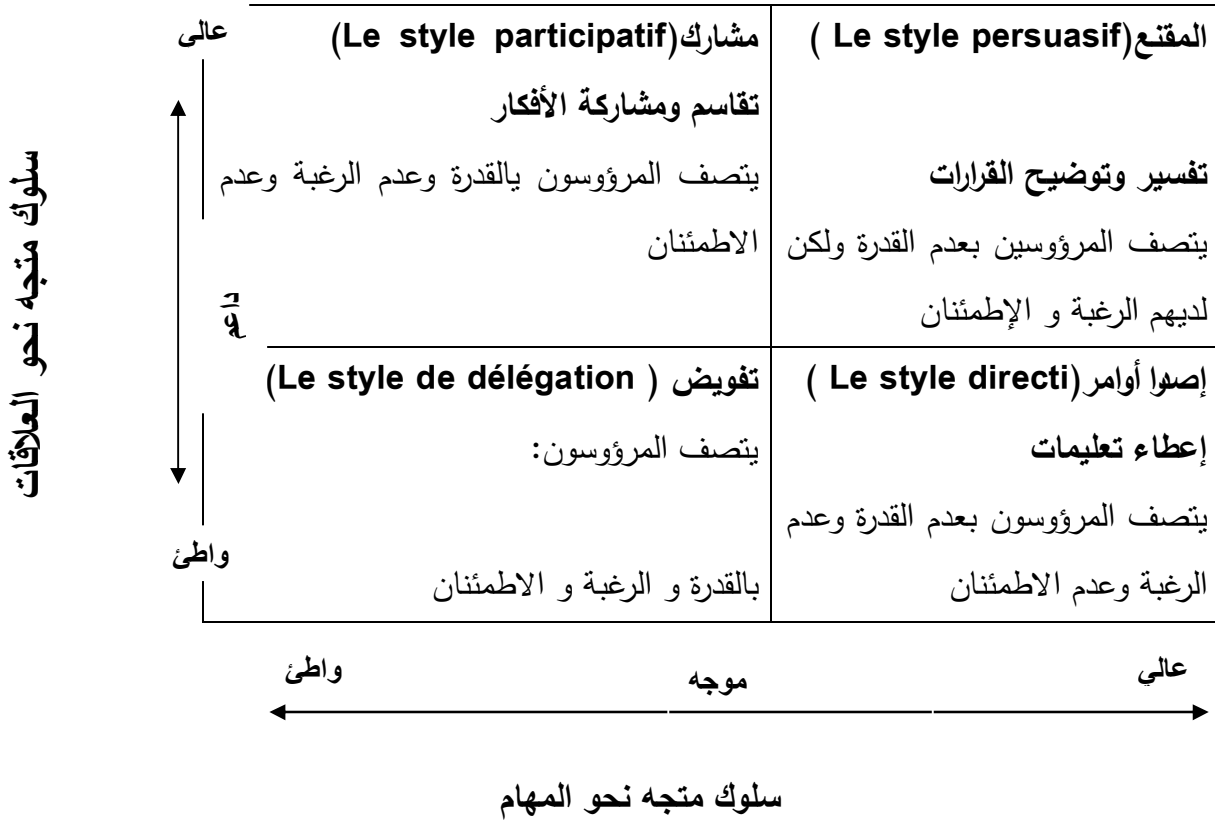 المقتنع(Le style persuasif )
تفسير وتوضيح القرارات
يتصف المرؤوسين بعدم القدرة ولكن
لديهم الرغبة و الإطمئنان
مشارك(Le style participatif)
تقاسم ومشاركة الأفكار
يتصف المرؤوسون يالقدرة وعدم الرغبة وعدم
الاطمئنان
إصدار أوامر(Le style directi )
إعطاء تعليمات
يتصف المرؤوسون بعدم القدرة وعدم
الرغبة وعدم الاطمئنان
تفويض ( Le style de délégation)
يتصف المرؤوسون:
بالقدرة و الرغبة و الاطمئنان
عالى
داعم
واطئ
سلوك متجه نحو العلاقات
عالي
موجه
واطئ
سلوك متجه نحو المهام